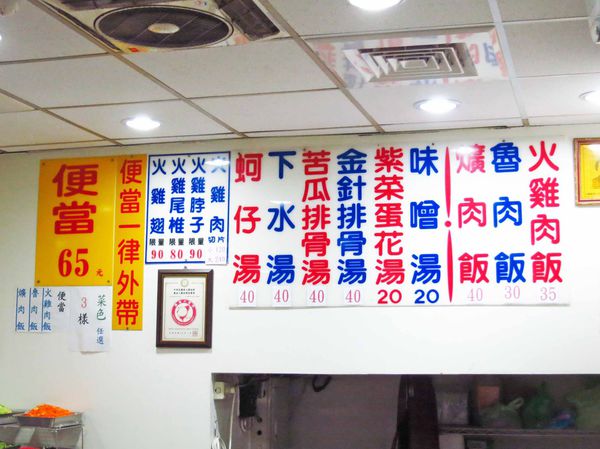 火雞肉飯
35
魯肉飯
30
爌肉飯
40
味噌湯
20
紫菜蛋花湯
20
金針排骨湯
40
苦瓜排骨湯
40
下水湯
40
蚵仔湯
40
火雞肉
切片
火雞脖子
限量
90
火雞尾椎
限量
80
火雞翅
限量
90
便當一律外帶
便當
65元
菜色任選
3樣
便當
火雞肉飯
魯肉飯
爌肉飯